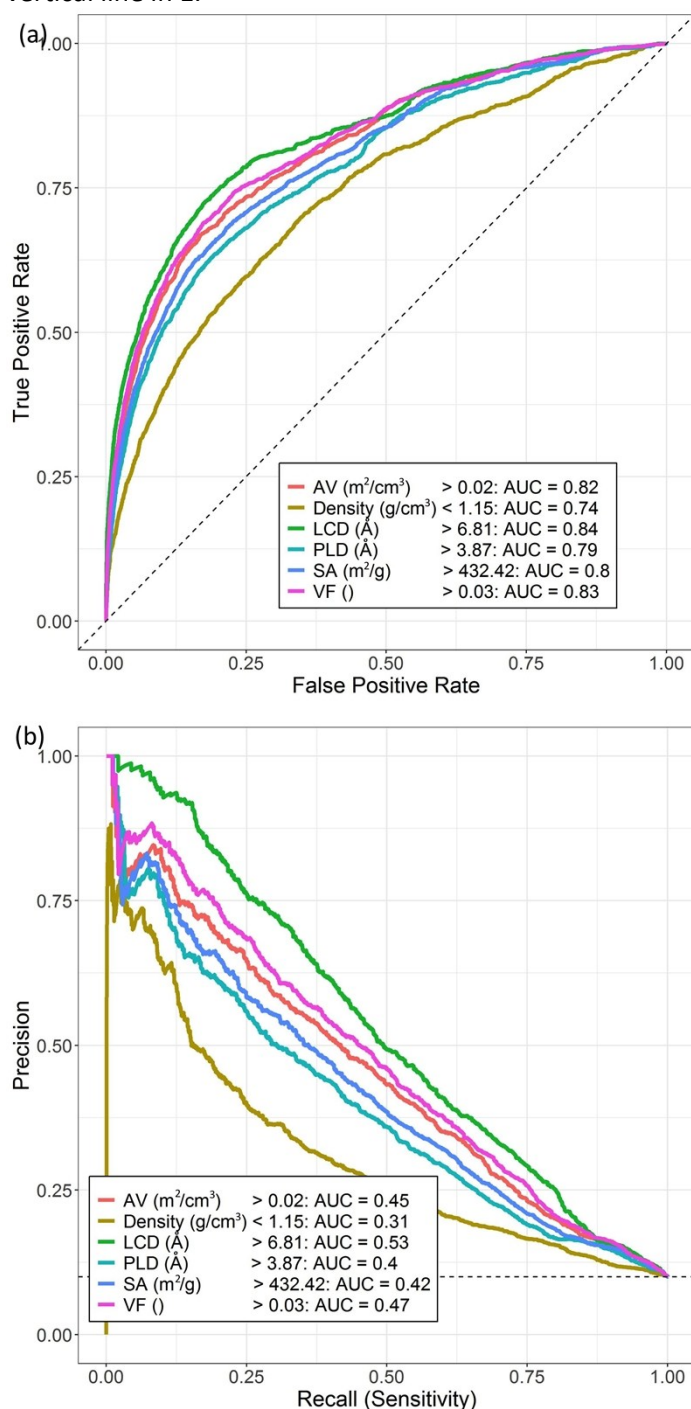 (a)
1.00
0.75
0.50
0.25
0.00
True Positive Rate
AV (m²/cm³) > 0.02: AUC = 0.82
Density (g/cm³) < 1.15: AUC = 0.74
LCD (Å) > 6.81: AUC = 0.84
PLD (Å) > 3.87: AUC = 0.79
SA (m²/g) > 432.42: AUC = 0.8
VF () > 0.03: AUC = 0.83
0.00 0.25 0.50 0.75 1.00
False Positive Rate
(b)
1.00
0.75
0.50
0.25
0.00
Precision
AV (m²/cm³) > 0.02: AUC = 0.45
Density (g/cm³) < 1.15: AUC = 0.31
LCD (Å) > 6.81: AUC = 0.53
PLD (Å) > 3.87: AUC = 0.4
SA (m²/g) > 432.42: AUC = 0.42
VF () > 0.03: AUC = 0.47
0.00 0.25 0.50 0.75 1.00
Recall (Sensitivity)